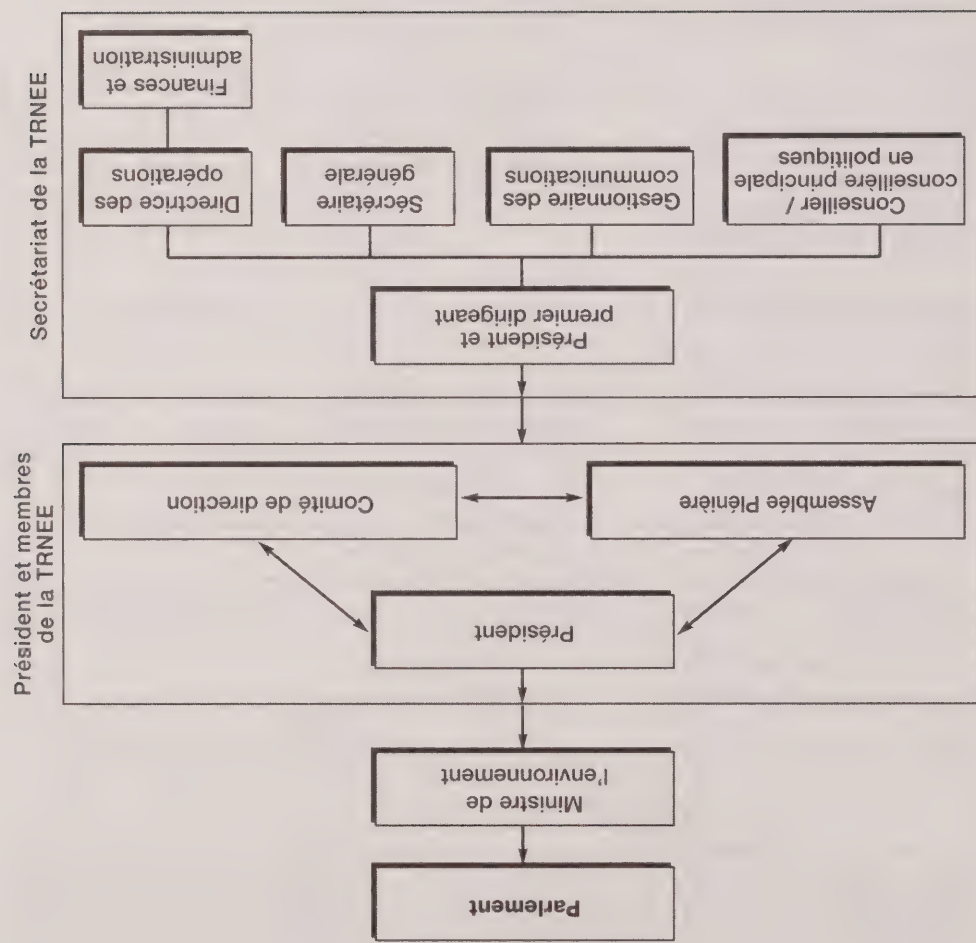 Parlement
Ministre de
l'environnement
Président et membres
de la TRNEE
Président
Assemblée Plénière
Comité de direction
Secrétariat de la TRNEE
Président et
premier dirigeant
Conseiller /
conseillère principale
en politiques
Gestionnaire des
communications
Sécrétaire
générale
Directrice des
opérations
Finances et
administration